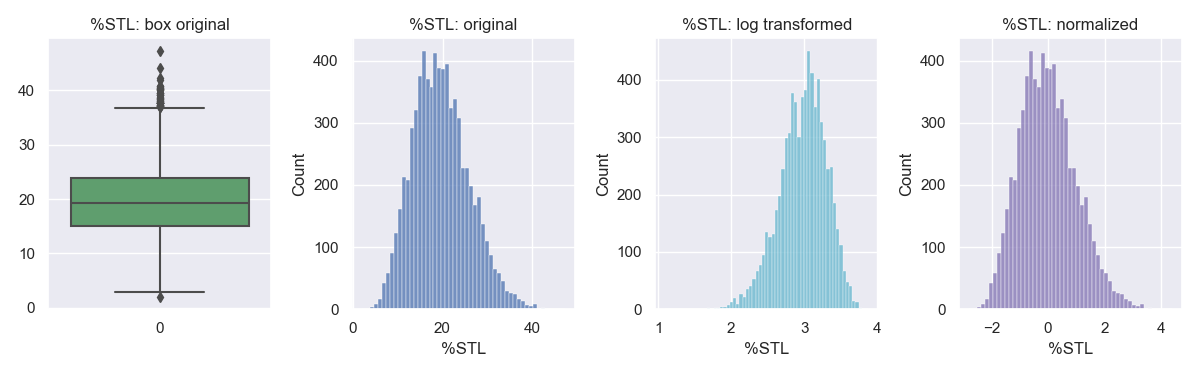 %STL: box original
40
30
20
10
0
0
%STL: original
Count
400
300
200
100
0
0 20 40
%STL
%STL: log transformed
Count
400
300
200
100
0
1 2 3 4
%STL
%STL: normalized
Count
400
300
200
100
0
−2 0 2 4
%STL